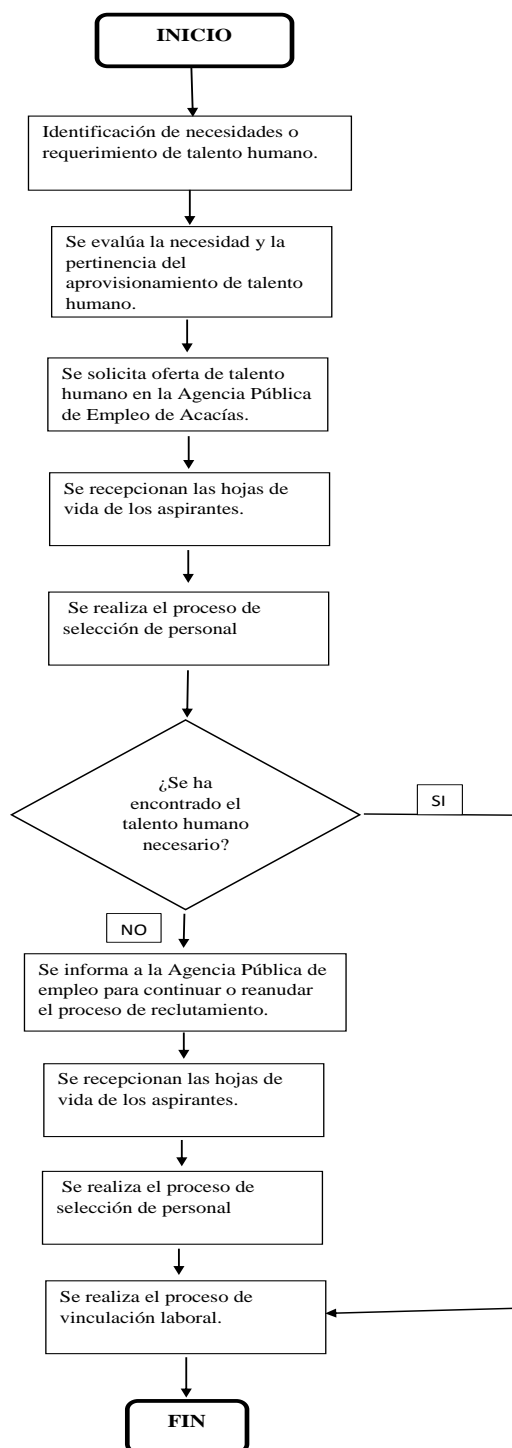 INICIO
Identificación de necesidades o
requerimiento de talento humano.
Se evalúa la necesidad y la
pertinencia del
aprovisionamiento de talento
humano.
Se solicita oferta de talento
humano en la Agencia Pública
de Empleo de Acacías.
Se recepcionan las hojas de
vida de los aspirantes.
Se realiza el proceso de
selección de personal
¿Se ha
encontrado el
talento humano
necesario?
SI
NO
Se informa a la Agencia Pública de
empleo para continuar o reanudar
el proceso de reclutamiento.
Se recepcionan las hojas de
vida de los aspirantes.
Se realiza el proceso de
selección de personal
Se realiza el proceso de
vinculación laboral.
FIN